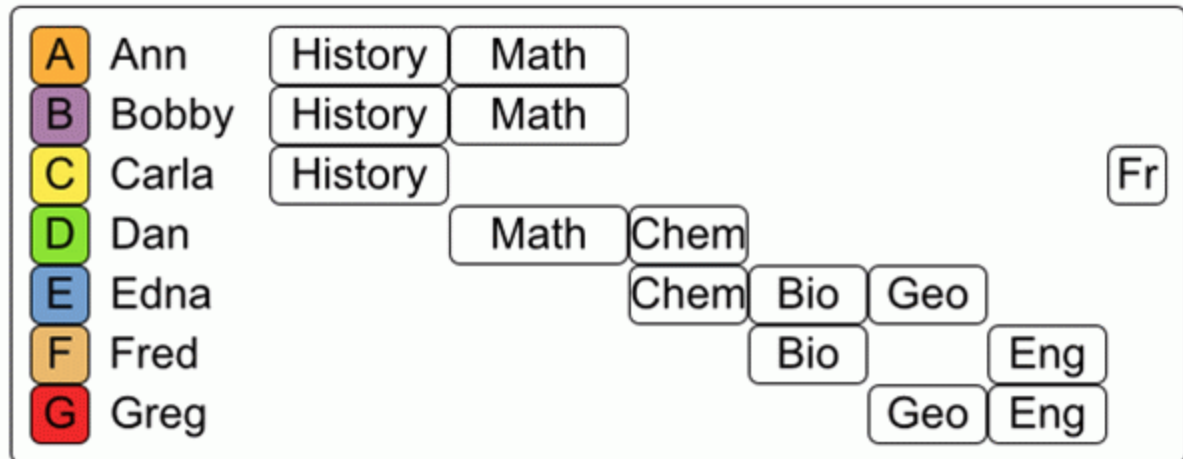 A Ann History Math
B Bobby History Math
C Carla History Fr
D Dan Math Chem
E Edna Chem Bio Geo
F Fred Bio Eng
G Greg Geo Eng